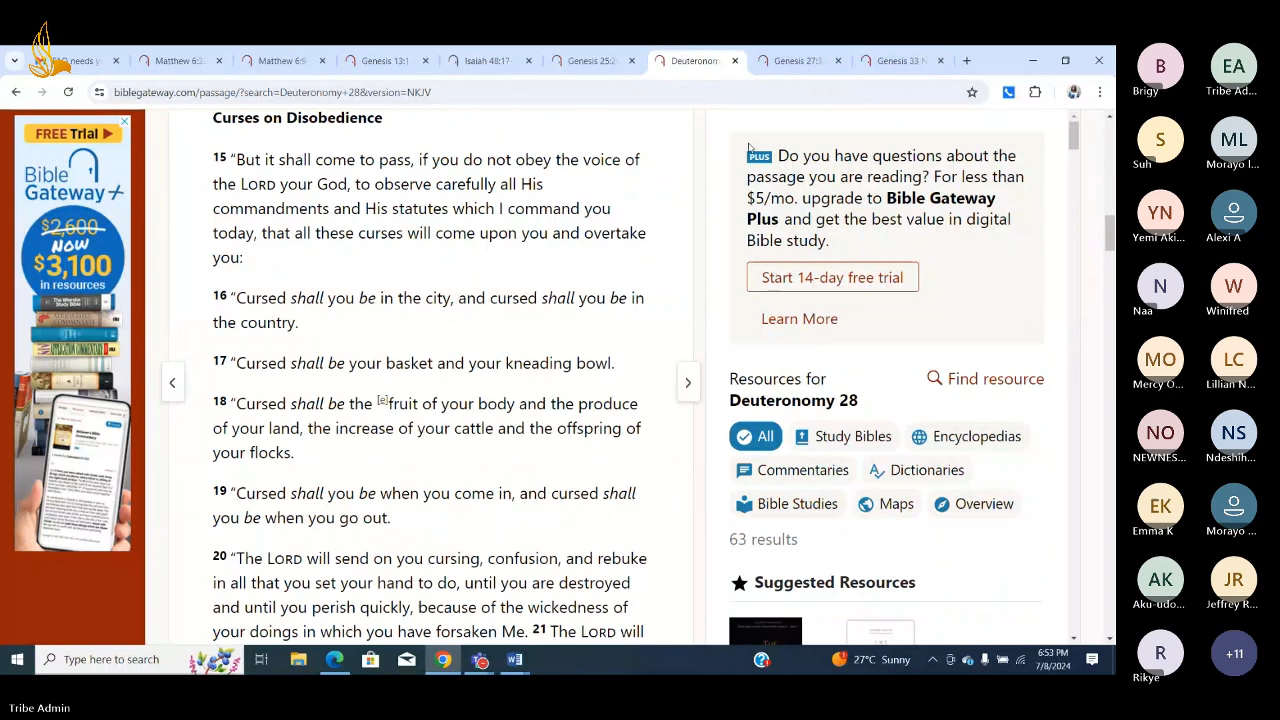 AQ needs y
Matthew 6:3
Matthew 6:9
Genesis 13:1
Isaiah 48:17-
Genesis 25:2
Deuteronom
Genesis 27:3
Genesis 33 N
biblegateway.com/passage/?search=Deuteronomy+28&version=NKJV
FREE Trial
Bible
Gateway+
$2,600
NOW
$3,100
in resources
Curses on Disobedience
15 “But it shall come to pass, if you do not obey the voice of
the LORD your God, to observe carefully all His
commandments and His statutes which I command you
today, that all these curses will come upon you and overtake
you:
16 “Cursed shall you be in the city, and cursed shall you be in
the country.
17 “Cursed shall be your basket and your kneading bowl.
18 “Cursed shall be the [e]fruit of your body and the produce
of your land, the increase of your cattle and the offspring of
your flocks.
19 “Cursed shall you be when you come in, and cursed shall
you be when you go out.
20 “The LORD will send on you cursing, confusion, and rebuke
in all that you set your hand to do, until you are destroyed
and until you perish quickly, because of the wickedness of
your doings in which you have forsaken Me. 21 The LORD will
PLUS Do you have questions about the
passage you are reading? For less than
$5/mo. upgrade to Bible Gateway
Plus and get the best value in digital
Bible study.
Start 14-day free trial
Learn More
Resources for
Deuteronomy 28
Find resource
All
Study Bibles
Encyclopedias
Commentaries
Dictionaries
Bible Studies
Maps
Overview
63 results
Suggested Resources
THE
Type here to search
27°C Sunny
6:53 PM
7/8/2024
B
Brigy
EA
Tribe Ad...
S
Suh
ML
Morayo I...
YN
Yemi Aki...
Alexi A
N
Naa
W
Winifred
MO
Mercy O...
LC
Lillian N...
NO
NEWNES...
NS
Ndeshih...
EK
Emma K
Morayo ...
AK
Aku-udo...
JR
Jeffrey R...
R
Rikye
+11
Tribe Admin